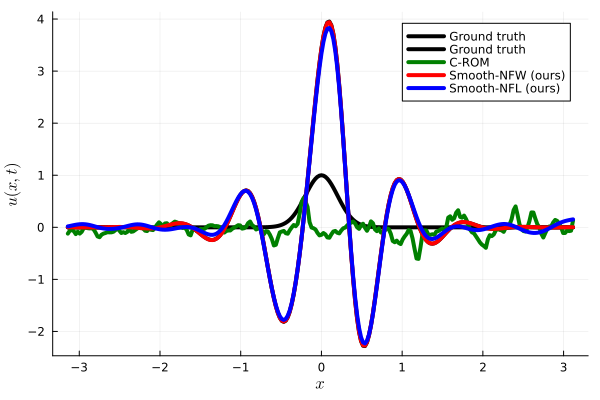 Ground truth
Ground truth
C-ROM
Smooth-NFW (ours)
Smooth-NFL (ours)
4
3
2
1
0
−1
−2
u(x, t)
−3
−2
−1
0
1
2
3
x